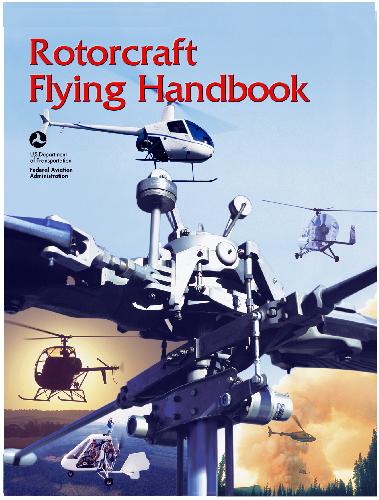 Rotorcraft
Flying Handbook
U.S. Department
of Transportation
Federal Aviation
Administration